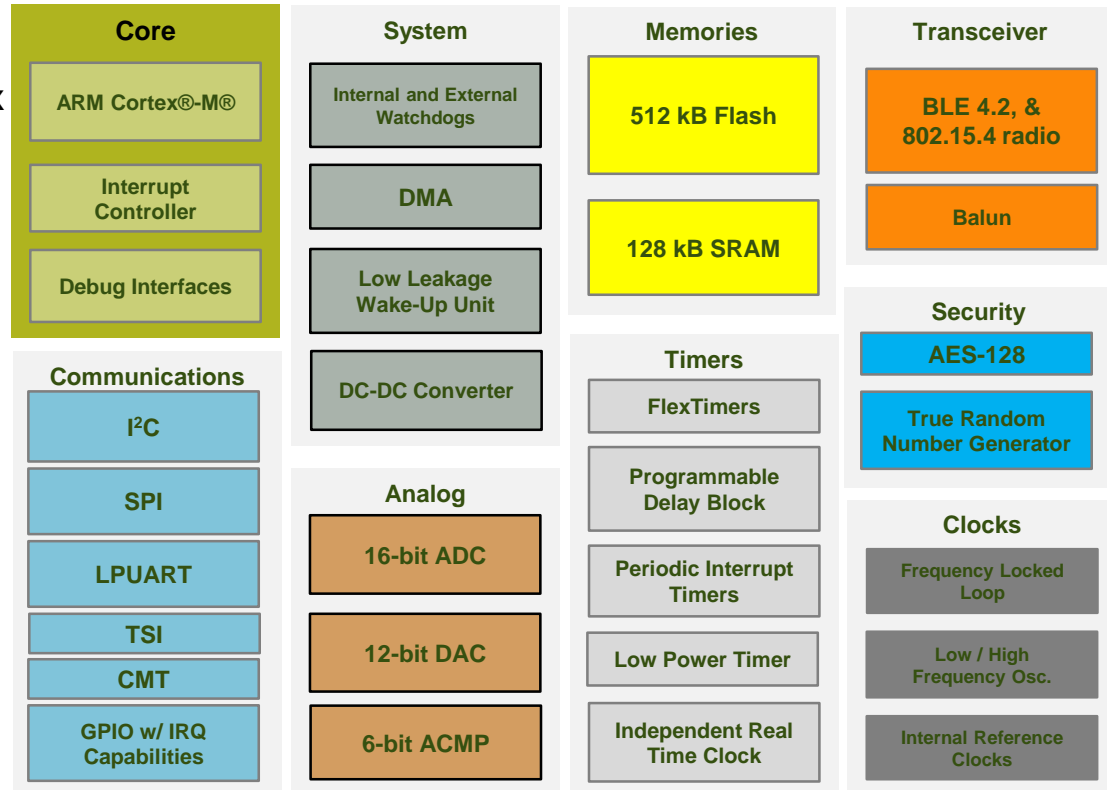 Core
ARM Cortex®-M®
Interrupt
Controller
Debug Interfaces
System
Internal and External
Watchdogs
DMA
Low Leakage
Wake-Up Unit
DC-DC Converter
Memories
512 kB Flash
128 kB SRAM
Transceiver
BLE 4.2, &
802.15.4 radio
Balun
Security
AES-128
True Random
Number Generator
Communications
I²C
SPI
LPUART
TSI
CMT
GPIO w/ IRQ
Capabilities
Analog
16-bit ADC
12-bit DAC
6-bit ACMP
Timers
FlexTimers
Programmable
Delay Block
Periodic Interrupt
Timers
Low Power Timer
Independent Real
Time Clock
Clocks
Frequency Locked
Loop
Low / High
Frequency Osc.
Internal Reference
Clocks